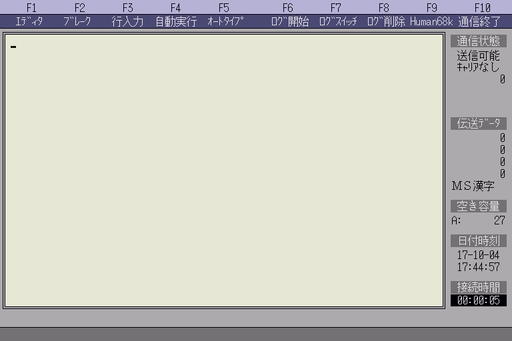 F1 F2 F3 F4 F5 F6 F7 F8 F9 F10
ｴﾃﾞｨﾀ ﾌﾞﾚｰｸ 行入力 自動実行 ｵｰﾄﾀｲﾌﾟ ﾛｸﾞ開始 ﾛｸﾞｽｲｯﾁ ﾛｸﾞ削除 Human68k 通信終了
通信状態
送信可能
ｷｬﾘｱなし
0
伝送ﾃﾞｰﾀ
0
0
0
0
ＭＳ漢字
空き容量
A: 27
日付時刻
17-10-04
17:44:57
接続時間
00:00:05